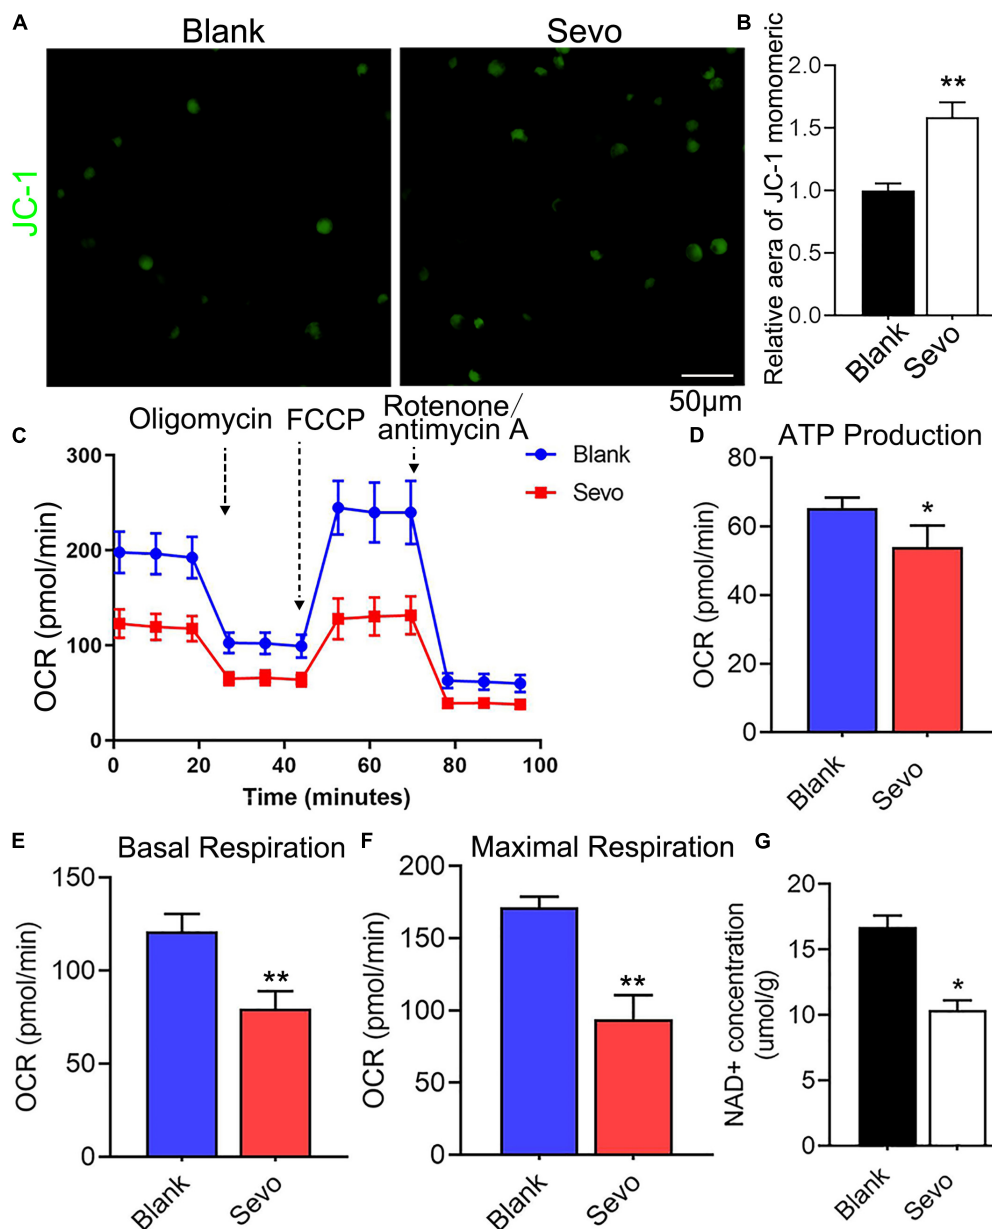 A
Blank
Sevo
JC-1
50µm
B
Relative aera of JC-1 momomeric
2.0
1.5
1.0
0.5
0.0
**
Blank
Sevo
C
Oligomycin
FCCP
Rotenone/
antimycin A
Blank
Sevo
OCR (pmol/min)
300
200
100
0
0 20 40 60 80 100
Time (minutes)
D
ATP Production
OCR (pmol/min)
80
60
40
20
0
*
Blank
Sevo
E
Basal Respiration
OCR (pmol/min)
150
100
50
0
**
Blank
Sevo
F
Maximal Respiration
OCR (pmol/min)
200
150
100
50
0
**
Blank
Sevo
G
NAD+ concentration
(umol/g)
20
15
10
5
0
*
Blank
Sevo